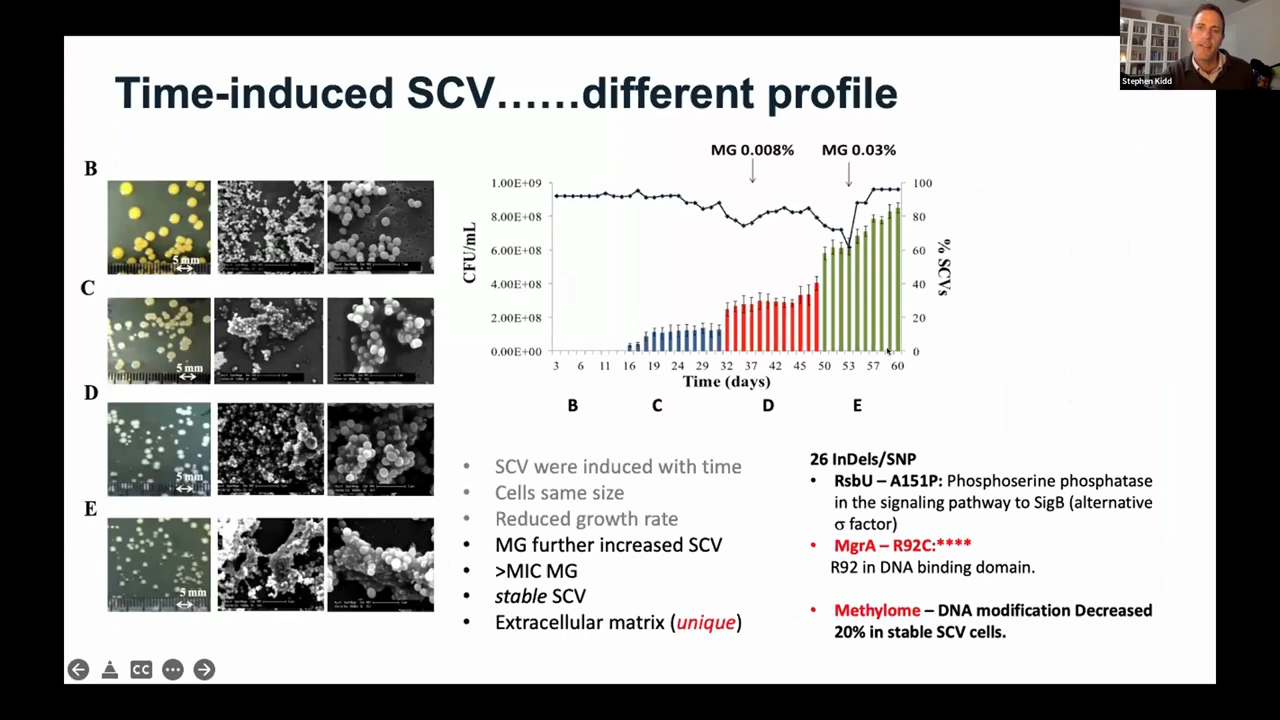 Stephen Kidd
Time-induced SCV……different profile
B
5 mm
C
5 mm
D
5 mm
E
5 mm
MG 0.008%
MG 0.03%
CFU/mL
1.00E+09
8.00E+08
6.00E+08
4.00E+08
2.00E+08
0.00E+00
100
80
60
40
20
0
% SCVs
3 6 11 16 19 24 29 32 37 42 45 50 53 57 60
Time (days)
B C D E
• SCV were induced with time
• Cells same size
• Reduced growth rate
• MG further increased SCV
• >MIC MG
• stable SCV
• Extracellular matrix (unique)
26 InDels/SNP
• RsbU – A151P: Phosphoserine phosphatase
in the signaling pathway to SigB (alternative
σ factor)
• MgrA – R92C:****
R92 in DNA binding domain.
• Methylome – DNA modification Decreased
20% in stable SCV cells.
CC